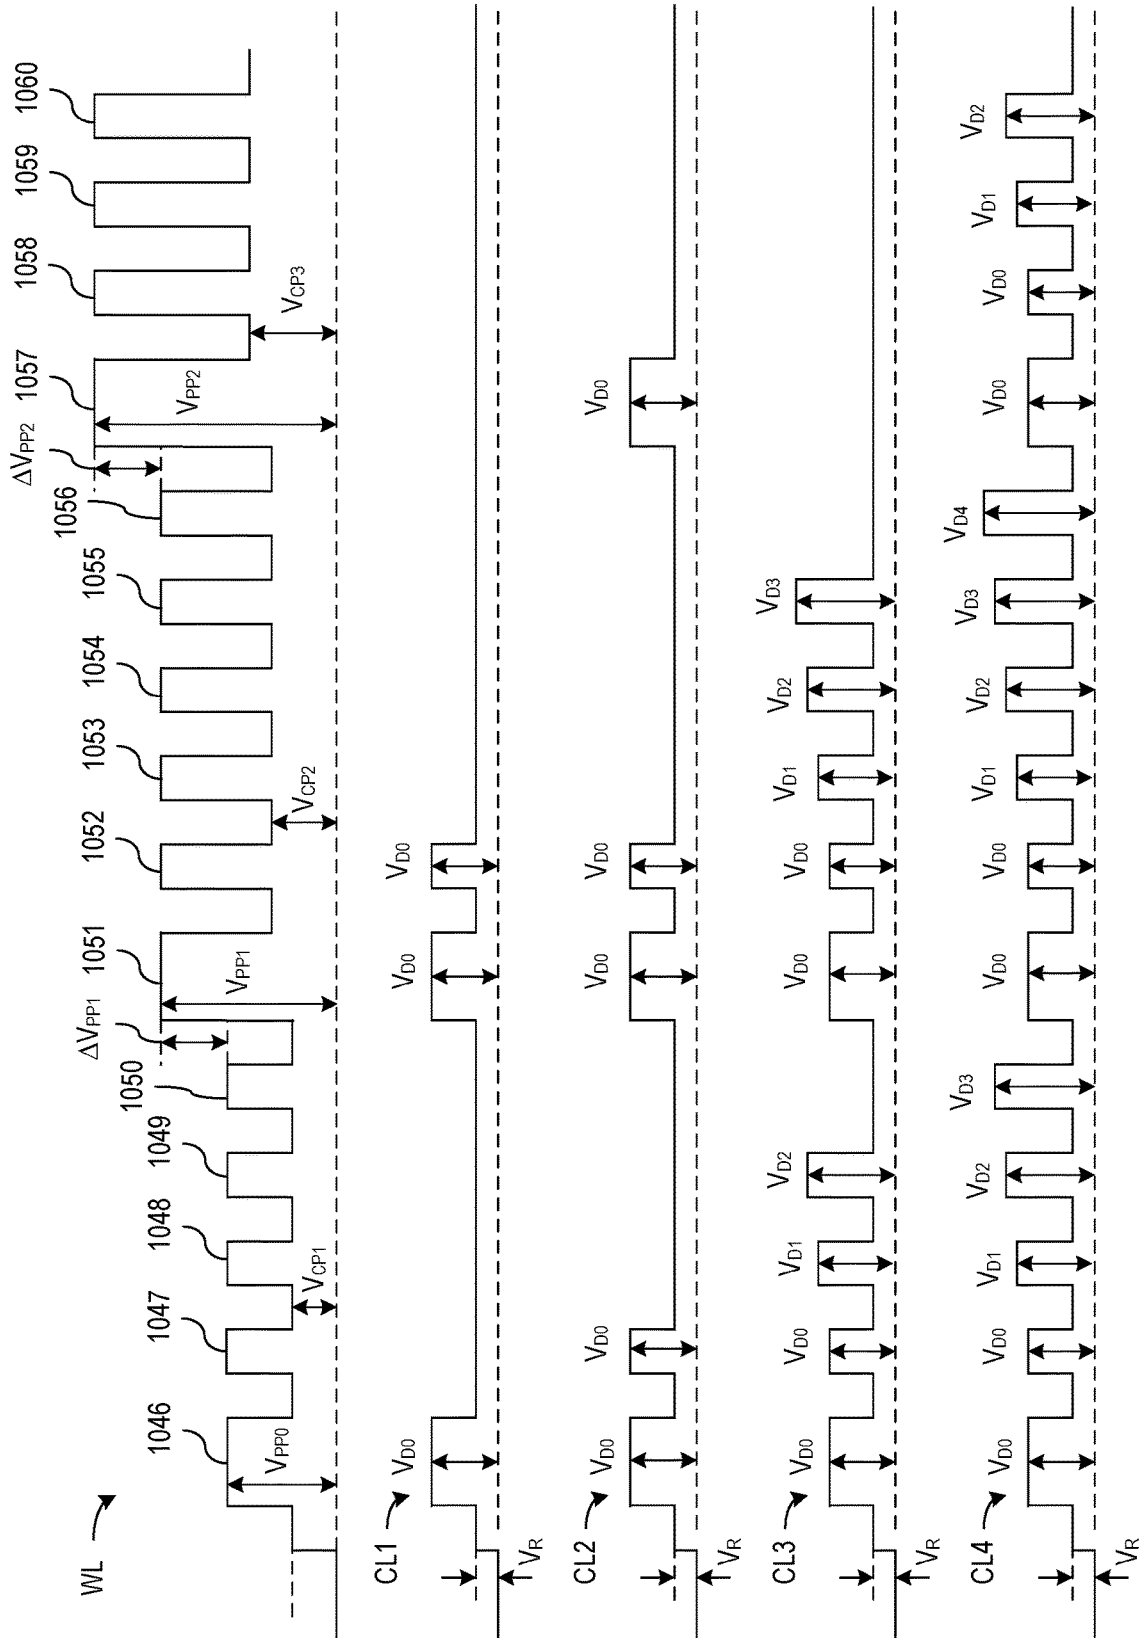 WL
1046
1047
1048
1049
1050
1051
1052
1053
1054
1055
1056
1057
1058
1059
1060
VPP0
VCP1
ΔVPP1
VPP1
VCP2
ΔVPP2
VPP2
VCP3
CL1
VR
VD0
VD0
VD0
CL2
VR
VD0
VD0
VD0
VD0
VD0
CL3
VR
VD0
VD0
VD1
VD2
VD0
VD0
VD1
VD2
VD3
CL4
VR
VD0
VD0
VD1
VD2
VD3
VD0
VD0
VD1
VD2
VD3
VD4
VD0
VD0
VD1
VD2